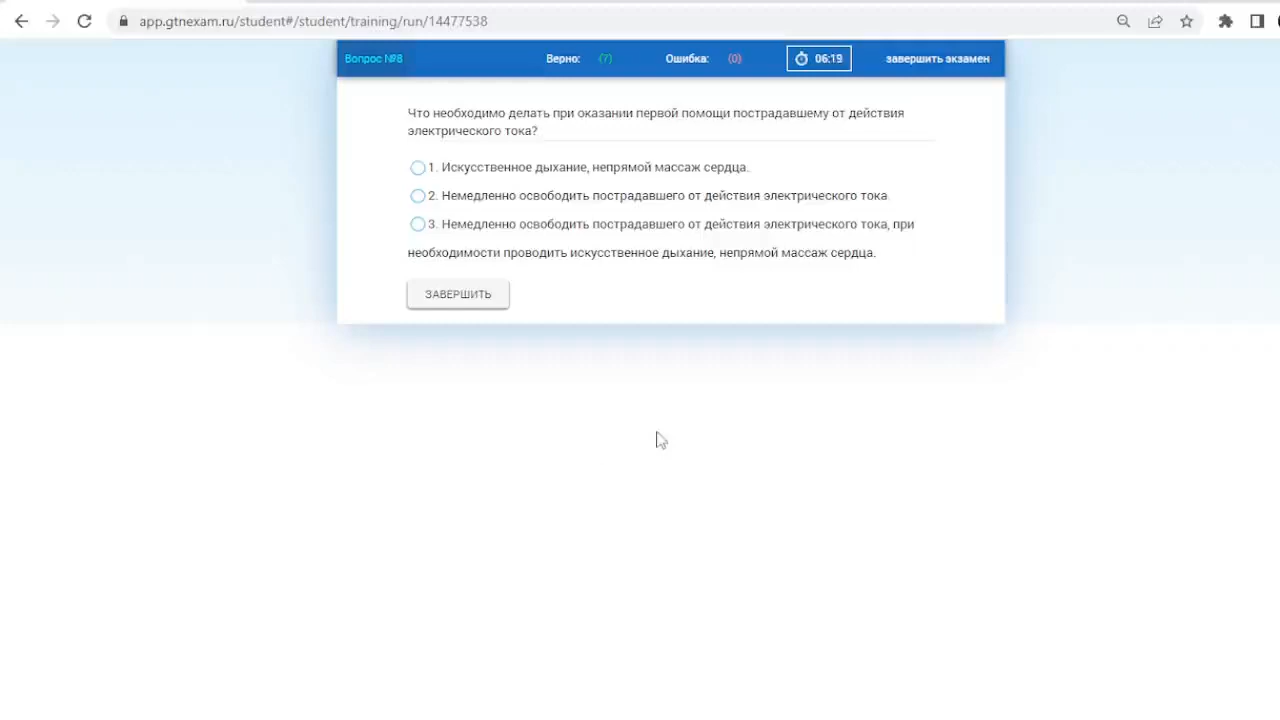 app.gtnexam.ru/student#/student/training/run/14477538
Вопрос №8 Верно: (7) Ошибка: (0) 06:19 завершить экзамен
Что необходимо делать при оказании первой помощи пострадавшему от действия
электрического тока?
1. Искусственное дыхание, непрямой массаж сердца.
2. Немедленно освободить пострадавшего от действия электрического тока.
3. Немедленно освободить пострадавшего от действия электрического тока, при
необходимости проводить искусственное дыхание, непрямой массаж сердца.
ЗАВЕРШИТЬ